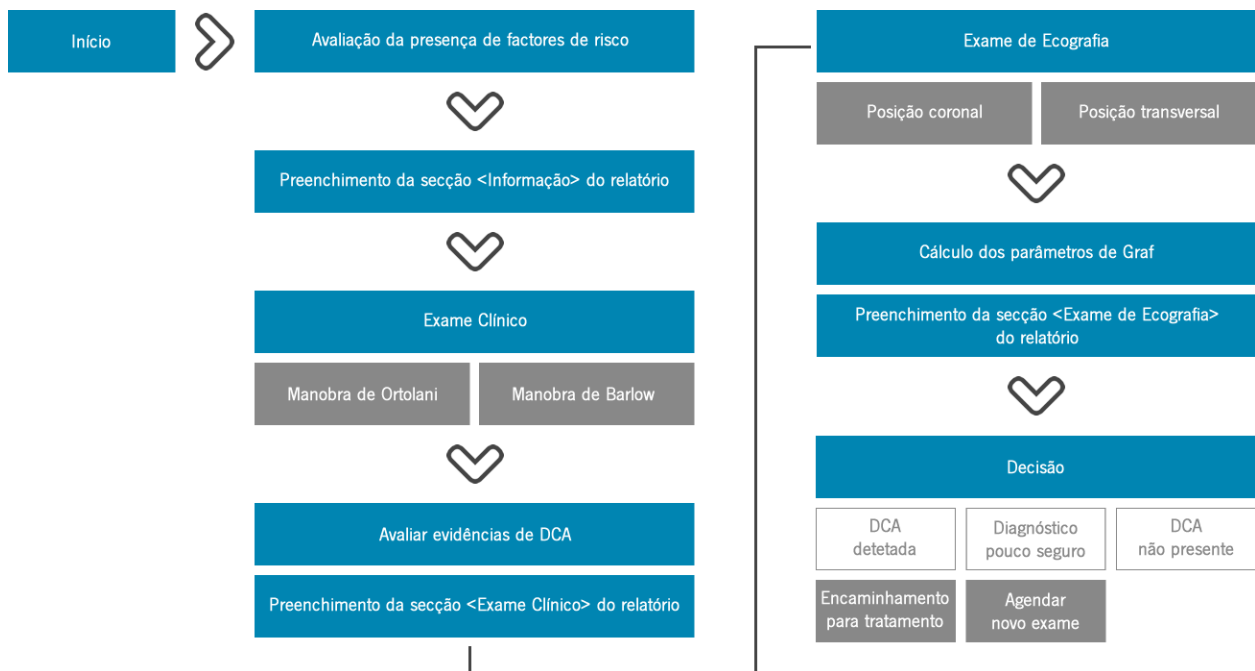 Início
Avaliação da presença de factores de risco
Preenchimento da secção <Informação> do relatório
Exame Clínico
Manobra de Ortolani
Manobra de Barlow
Avaliar evidências de DCA
Preenchimento da secção <Exame Clínico> do relatório
Exame de Ecografia
Posição coronal
Posição transversal
Cálculo dos parâmetros de Graf
Preenchimento da secção <Exame de Ecografia>
do relatório
Decisão
DCA
detetada
Diagnóstico
pouco seguro
DCA
não presente
Encaminhamento
para tratamento
Agendar
novo exame